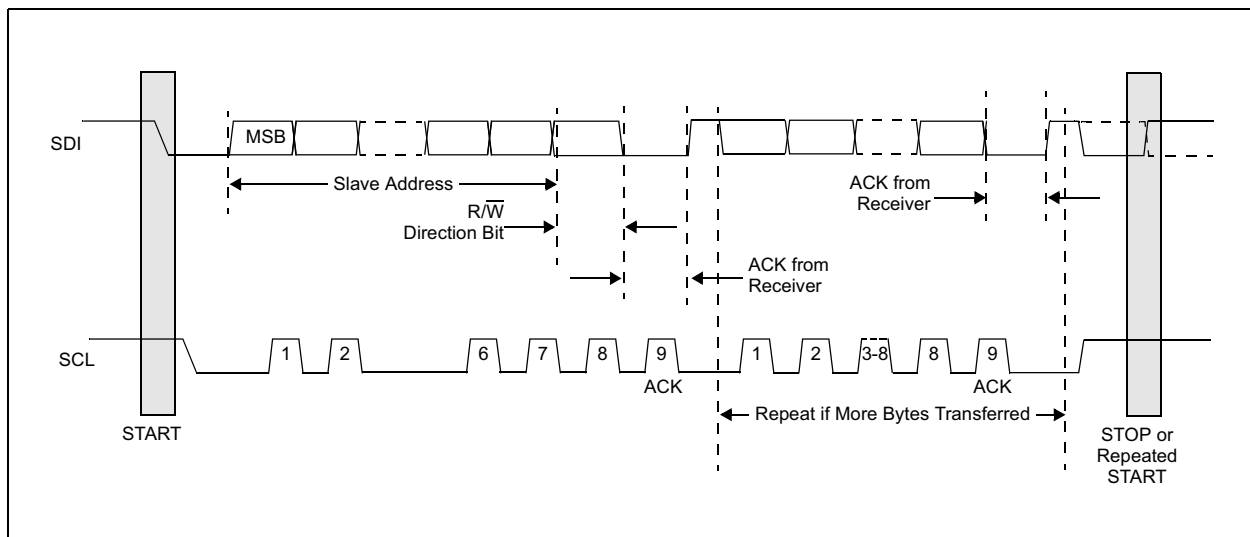 SDI
MSB
Slave Address
R/W̅
Direction Bit
ACK from
Receiver
ACK from
Receiver
SCL
1
2
6
7
8
9
ACK
1
2
3-8
8
9
ACK
Repeat if More Bytes Transferred
START
STOP or
Repeated
START